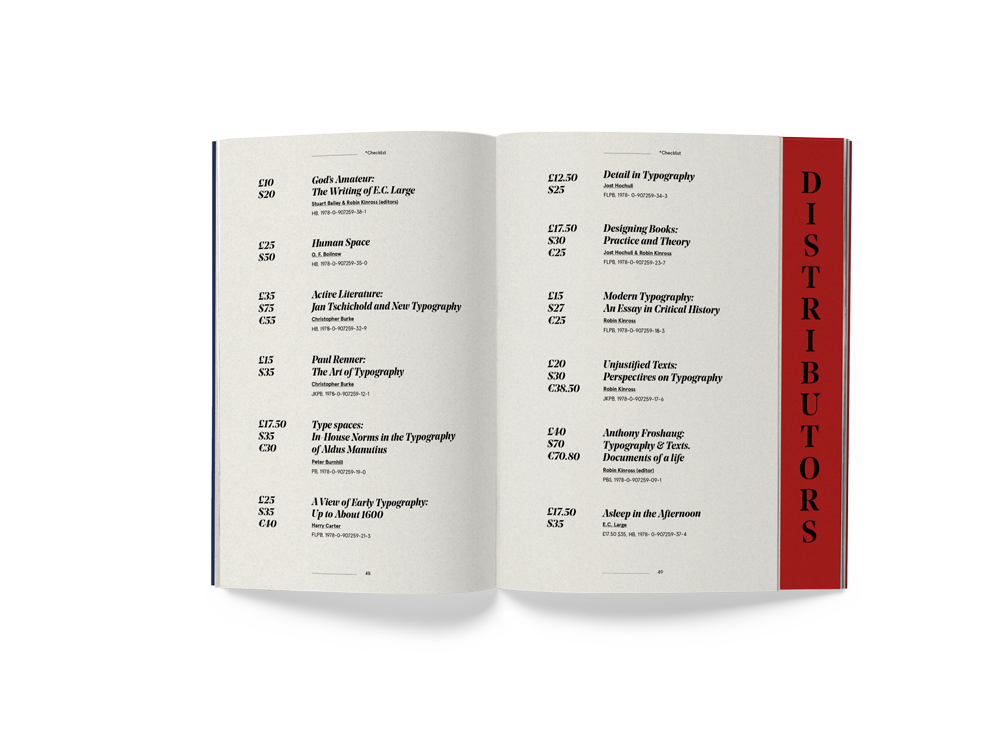 *Checklist
£10
$20
God's Amateur:
The Writing of E.C. Large
Stuart Bailey & Robin Kinross (editors)
HB, 1978-0-907259-38-1
£25
$50
Human Space
O. F. Bollnow
HB, 1978-0-907259-35-0
£35
$75
€55
Active Literature:
Jan Tschichold and New Typography
Christopher Burke
HB, 1978-0-907259-32-9
£15
$35
Paul Renner:
The Art of Typography
Christopher Burke
JKPB, 1978-0-907259-12-1
£17.50
$35
€30
Type spaces:
In-House Norms in the Typography
of Aldus Manutius
Peter Burnhill
PB, 1978-0-907259-19-0
£25
$35
€40
A View of Early Typography:
Up to About 1600
Harry Carter
FLPB, 1978-0-907259-21-3
48
*Checklist
£12.50
$25
Detail in Typography
Jost Hochuli
FLPB, 1978- 0-907259-34-3
£17.50
$30
€25
Designing Books:
Practice and Theory
Jost Hochuli & Robin Kinross
FLPB, 1978-0-907259-23-7
£15
$27
€25
Modern Typography:
An Essay in Critical History
Robin Kinross
FLPB, 1978-0-907259-18-3
£20
$30
€38.50
Unjustified Texts:
Perspectives on Typography
Robin Kinross
JKPB, 1978-0-907259-17-6
£40
$70
€70.80
Anthony Froshaug:
Typography & Texts.
Documents of a life
Robin Kinross (editor)
PBS, 1978-0-907259-09-1
£17.50
$35
Asleep in the Afternoon
E.C. Large
£17.50 $35, HB, 1978- 0-907259-37-4
49
DISTRIBUTORS